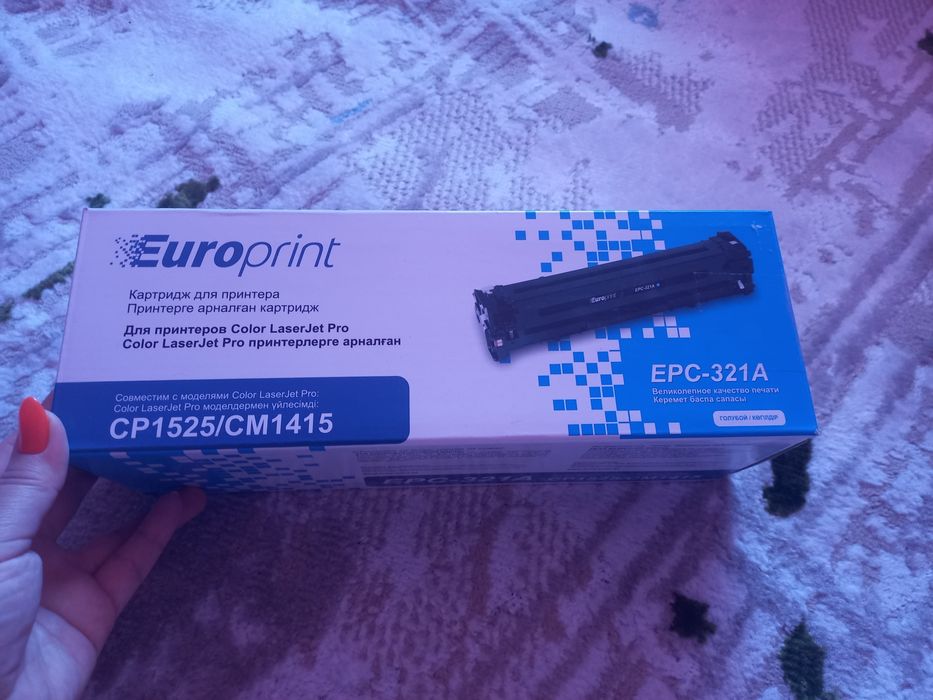 Europrint
Картридж для принтера
Принтерге арналған картридж
Для принтеров Color LaserJet Pro
Color LaserJet Pro принтерлерге арналған
Совместим с моделями Color LaserJet Pro:
Color LaserJet Pro моделдермен үйлесімді:
CP1525/CM1415
EPC-321A
EPC-321A
Великолепное качество печати
Керемет баспа сапасы
ГОЛУБОЙ / КӨГІЛДІР
EPC-321A